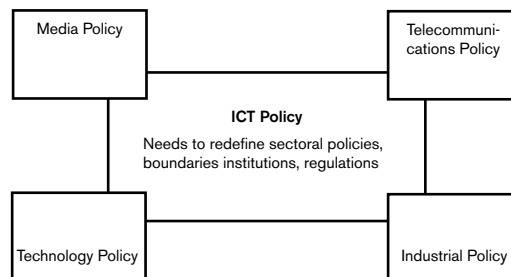 Media Policy
Telecommuni-
cations Policy
ICT Policy
Needs to redefine sectoral policies,
boundaries institutions, regulations
Technology Policy
Industrial Policy